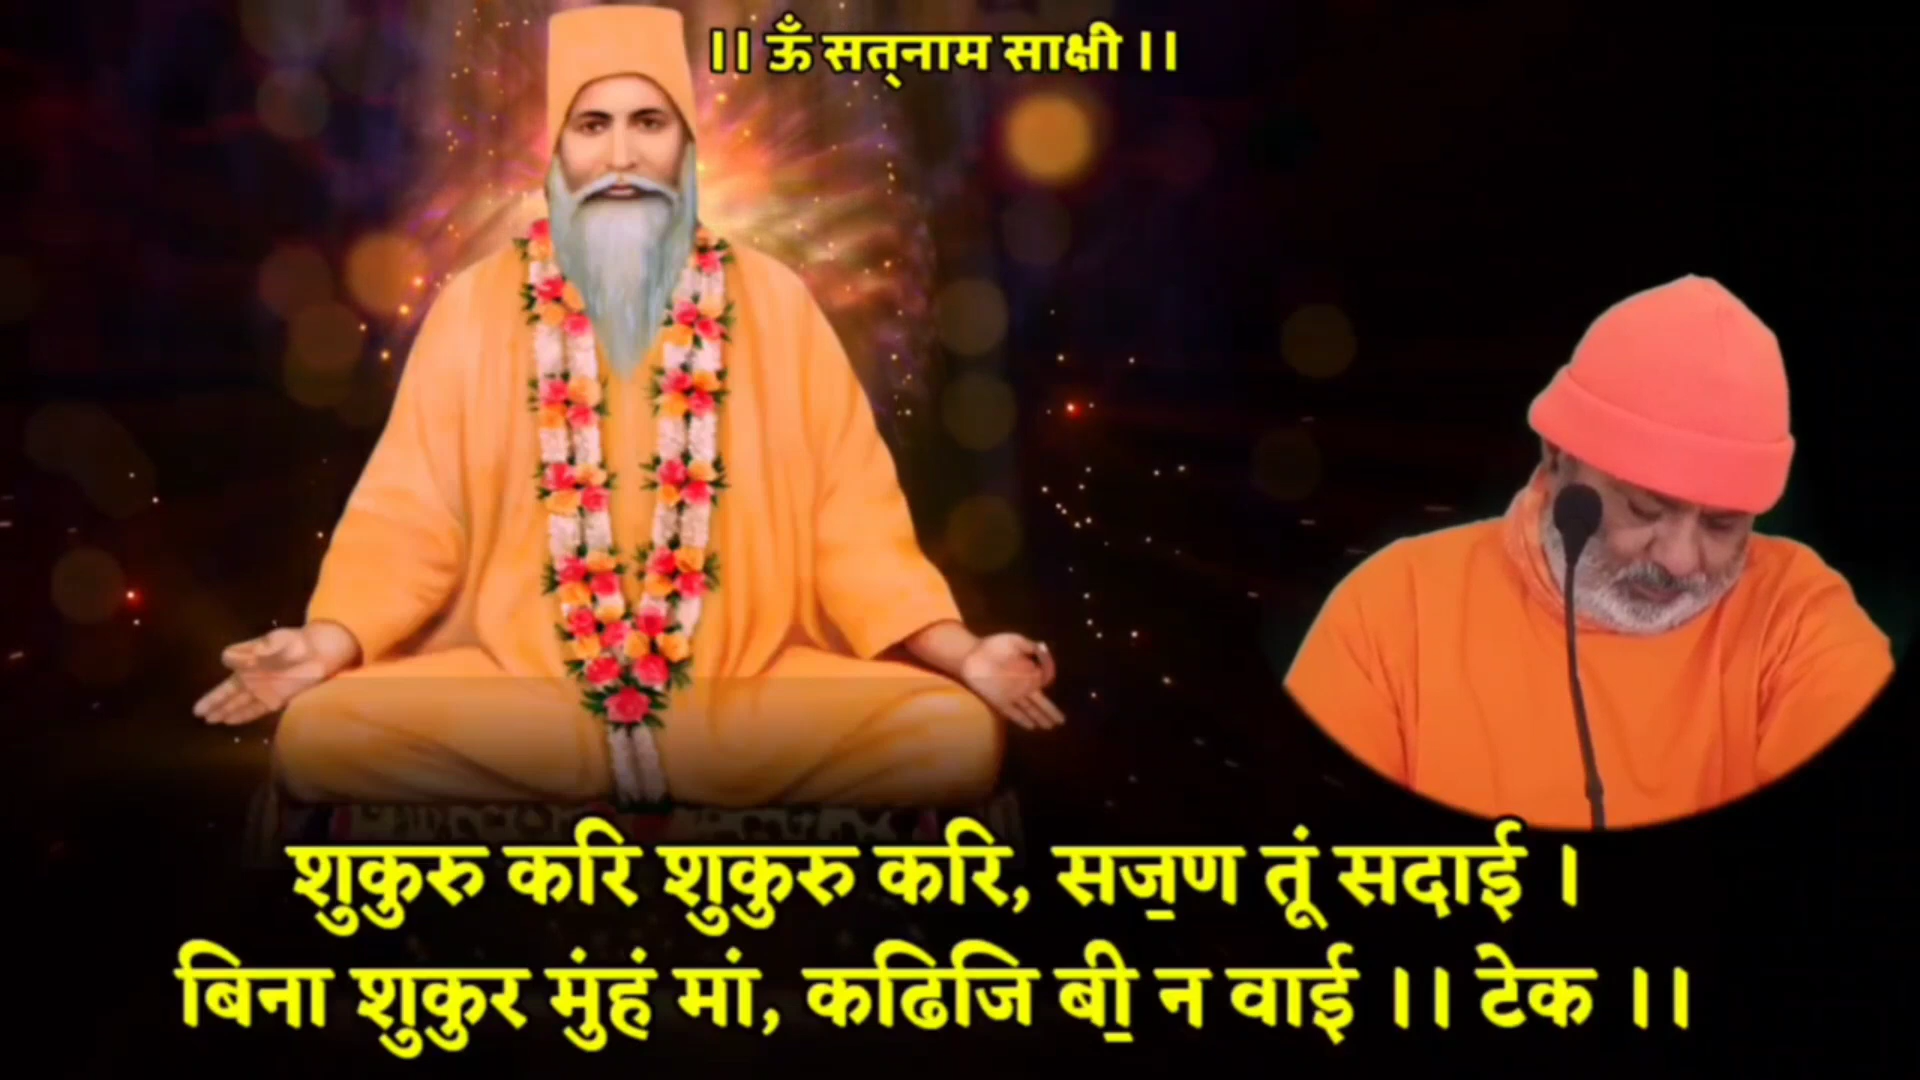 ।। ॐ सत्‌नाम साक्षी ।।
शुकुरु करि शुकुरु करि, सज॒ण तूं सदाई ।
बिना शुकुर मुंहं मां, कढिजि बी॒ न वाई ।। टेक ।।